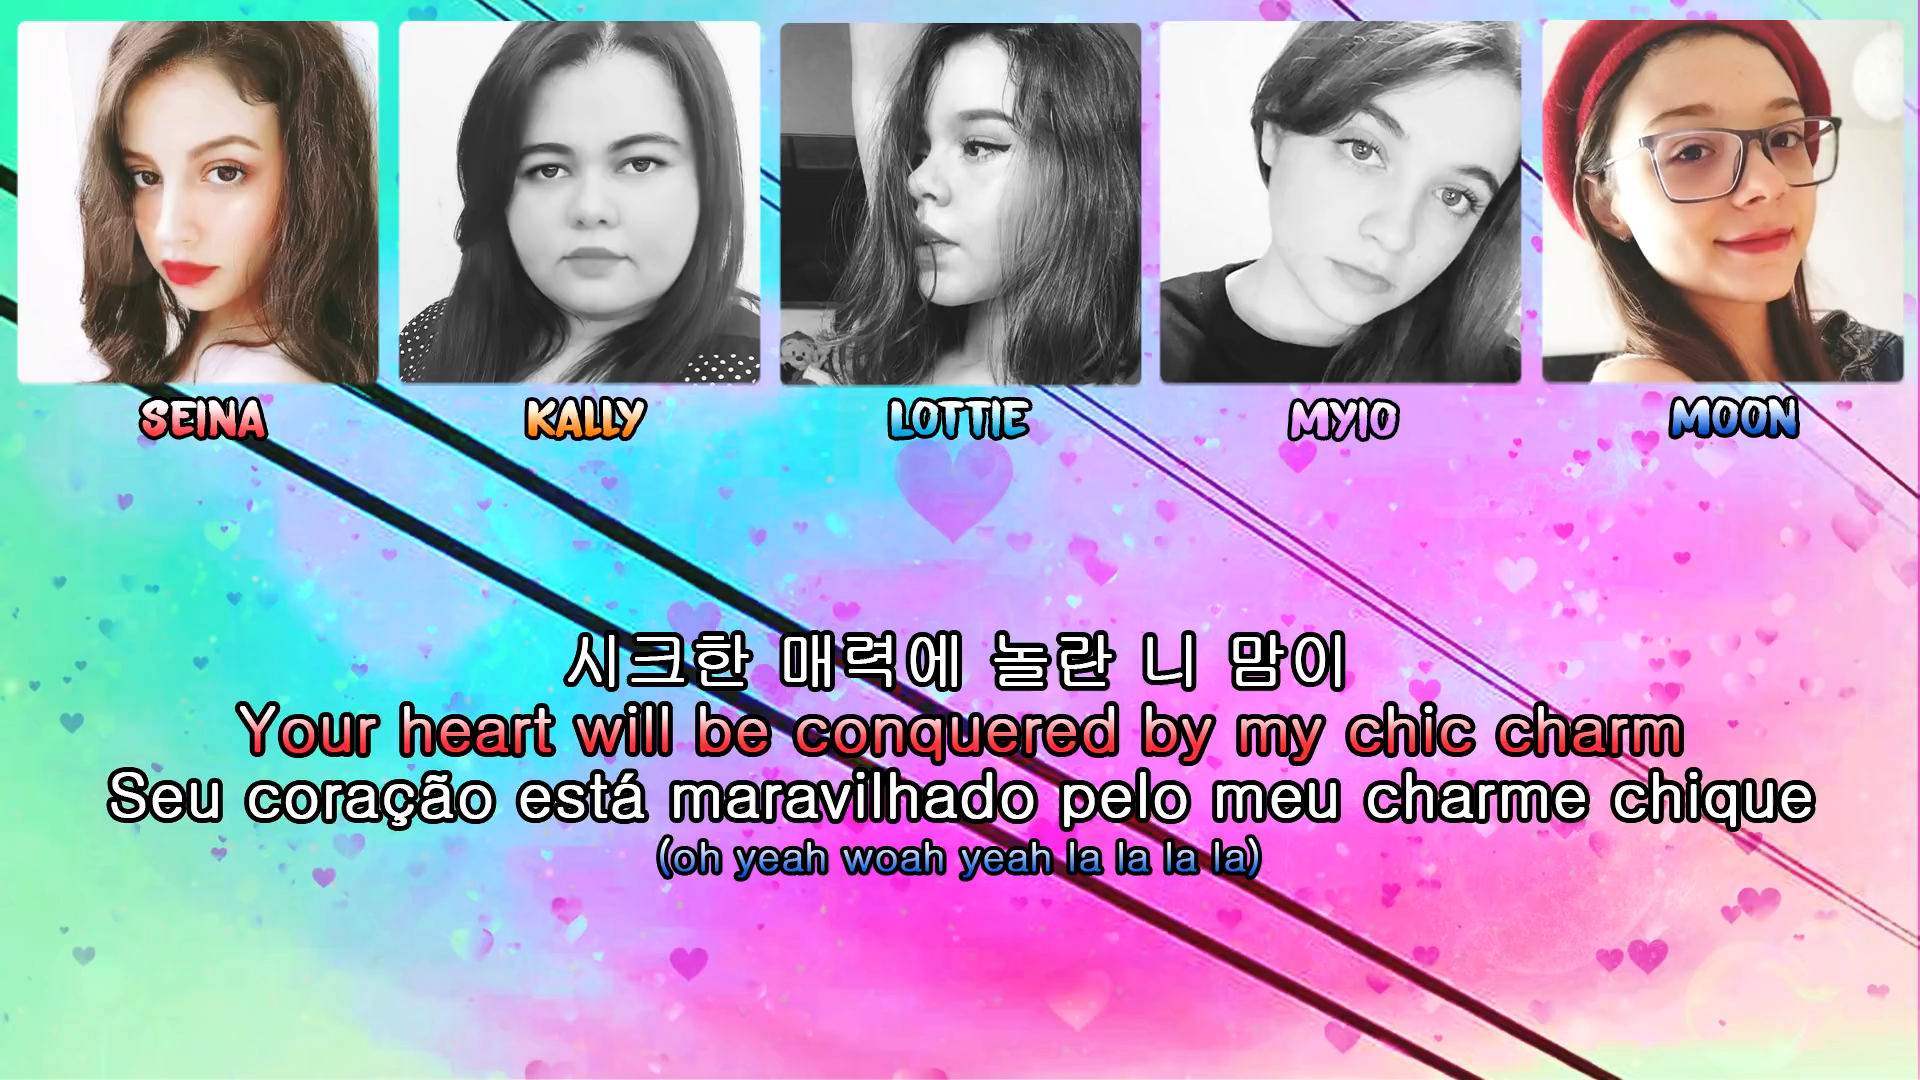 SEINA
KALLY
LOTTIE
MYIO
MOON
시크한 매력에 놀란 니 맘이
Your heart will be conquered by my chic charm
Seu coração está maravilhado pelo meu charme chique
(oh yeah woah yeah la la la la)